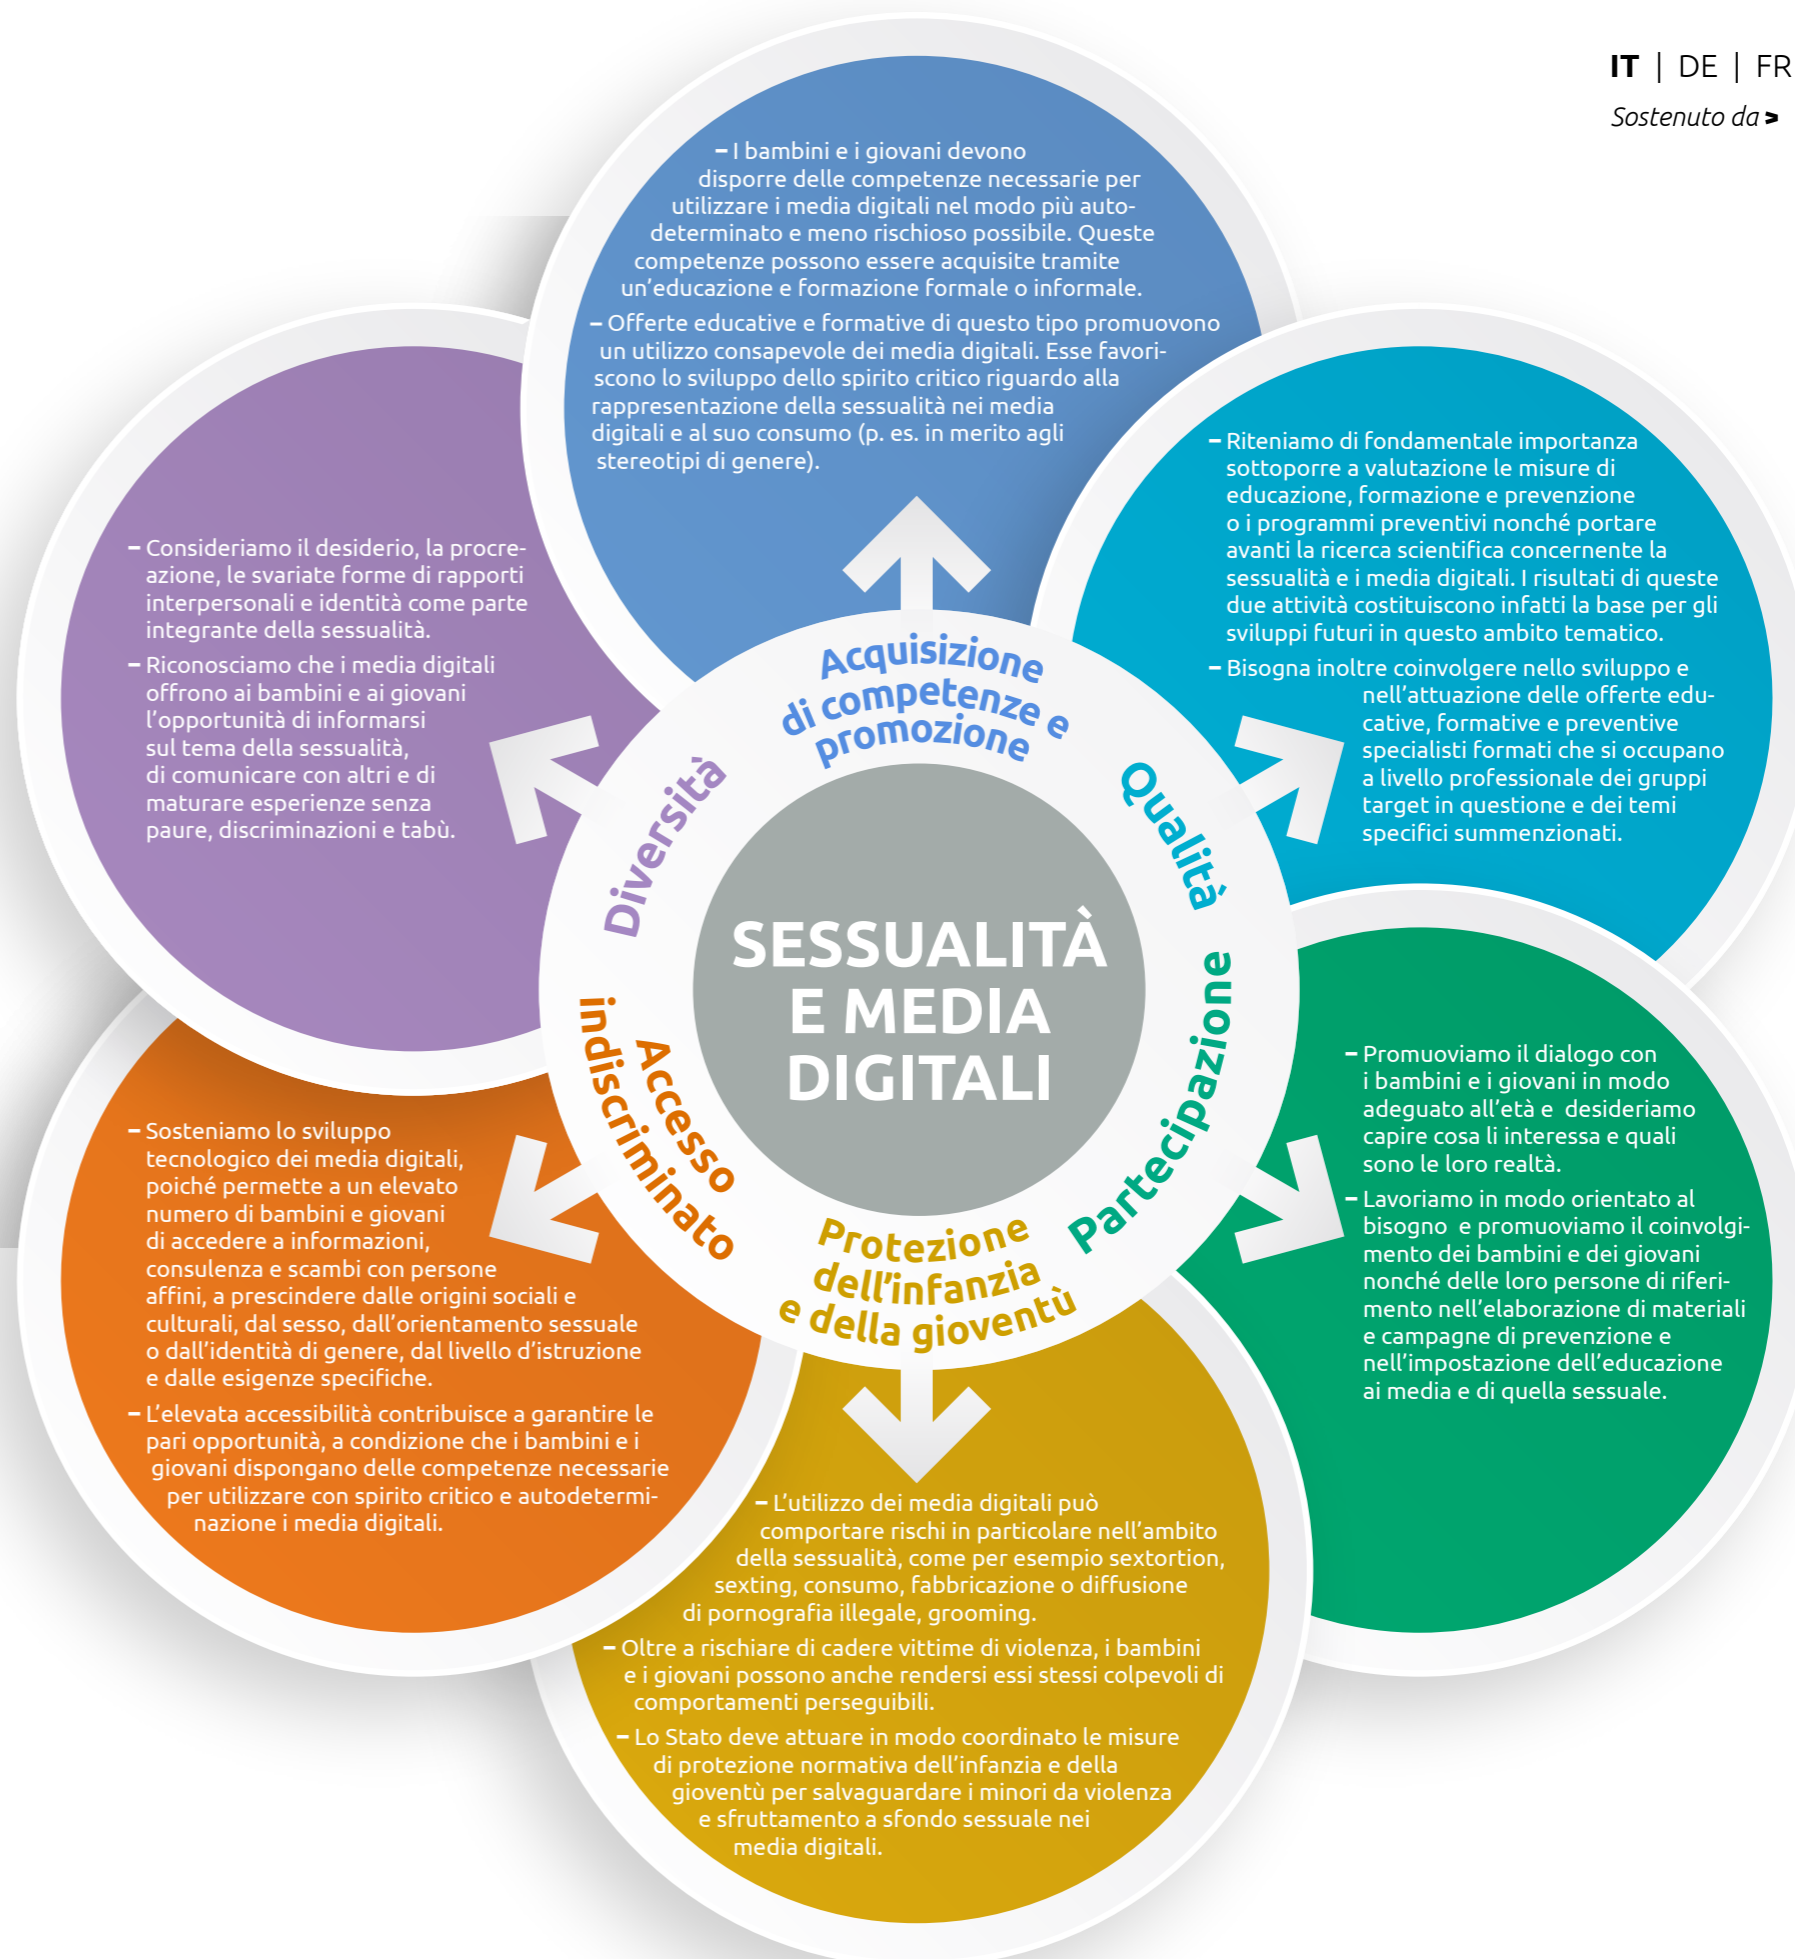 IT | DE | FR
Sostenuto da >
– I bambini e i giovani devono
disporre delle competenze necessarie per
utilizzare i media digitali nel modo più auto-
determinato e meno rischioso possibile. Queste
competenze possono essere acquisite tramite
un’educazione e formazione formale o informale.
– Offerte educative e formative di questo tipo promuovono
un utilizzo consapevole dei media digitali. Esse favori-
scono lo sviluppo dello spirito critico riguardo alla
rappresentazione della sessualità nei media
digitali e al suo consumo (p. es. in merito agli
stereotipi di genere).
– Riteniamo di fondamentale importanza
sottoporre a valutazione le misure di
educazione, formazione e prevenzione
o i programmi preventivi nonché portare
avanti la ricerca scientifica concernente la
sessualità e i media digitali. I risultati di queste
due attività costituiscono infatti la base per gli
sviluppi futuri in questo ambito tematico.
– Bisogna inoltre coinvolgere nello sviluppo e
nell’attuazione delle offerte edu-
cative, formative e preventive
specialisti formati che si occupano
a livello professionale dei gruppi
target in questione e dei temi
specifici summenzionati.
– Promuoviamo il dialogo con
i bambini e i giovani in modo
adeguato all’età e desideriamo
capire cosa li interessa e quali
sono le loro realtà.
– Lavoriamo in modo orientato al
bisogno e promuoviamo il coinvolgi-
mento dei bambini e dei giovani
nonché delle loro persone di riferi-
mento nell’elaborazione di materiali
e campagne di prevenzione e
nell’impostazione dell’educazione
ai media e di quella sessuale.
– L’utilizzo dei media digitali può
comportare rischi in particolare nell’ambito
della sessualità, come per esempio sextortion,
sexting, consumo, fabbricazione o diffusione
di pornografia illegale, grooming.
– Oltre a rischiare di cadere vittime di violenza, i bambini
e i giovani possono anche rendersi essi stessi colpevoli di
comportamenti perseguibili.
– Lo Stato deve attuare in modo coordinato le misure
di protezione normativa dell’infanzia e della
gioventù per salvaguardare i minori da violenza
e sfruttamento a sfondo sessuale nei
media digitali.
– Sosteniamo lo sviluppo
tecnologico dei media digitali,
poiché permette a un elevato
numero di bambini e giovani
di accedere a informazioni,
consulenza e scambi con persone
affini, a prescindere dalle origini sociali e
culturali, dal sesso, dall’orientamento sessuale
o dall’identità di genere, dal livello d’istruzione
e dalle esigenze specifiche.
– L’elevata accessibilità contribuisce a garantire le
pari opportunità, a condizione che i bambini e i
giovani dispongano delle competenze necessarie
per utilizzare con spirito critico e autodetermi-
nazione i media digitali.
– Consideriamo il desiderio, la procre-
azione, le svariate forme di rapporti
interpersonali e identità come parte
integrante della sessualità.
– Riconosciamo che i media digitali
offrono ai bambini e ai giovani
l’opportunità di informarsi
sul tema della sessualità,
di comunicare con altri e di
maturare esperienze senza
paure, discriminazioni e tabù.
Acquisizione
di competenze e
promozione
Qualità
Partecipazione
Protezione
dell’infanzia
e della gioventù
Accesso
indiscriminato
Diversità
SESSUALITÀ
E MEDIA
DIGITALI